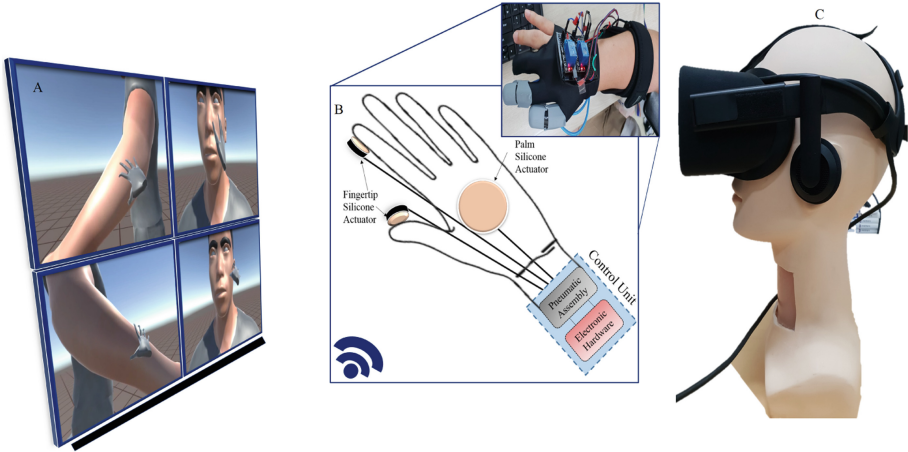 A
B
C
Palm
Silicone
Actuator
Fingertip
Silicone
Actuator
Control Unit
Pneumatic
Assembly
Electronic
Hardware